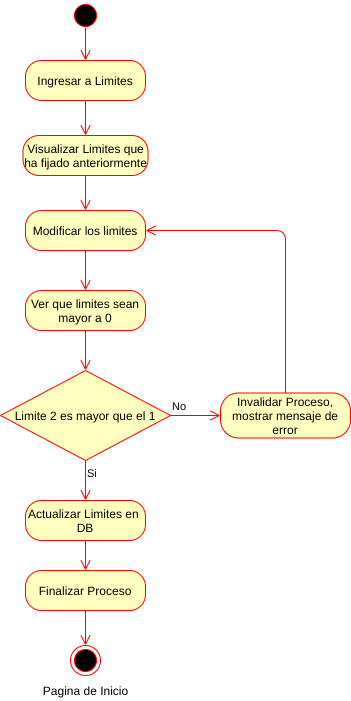 Ingresar a Limites
Visualizar Limites que
ha fijado anteriormente
Modificar los limites
Ver que limites sean
mayor a 0
Limite 2 es mayor que el 1
No
Invalidar Proceso,
mostrar mensaje de
error
Si
Actualizar Limites en
DB
Finalizar Proceso
Pagina de Inicio